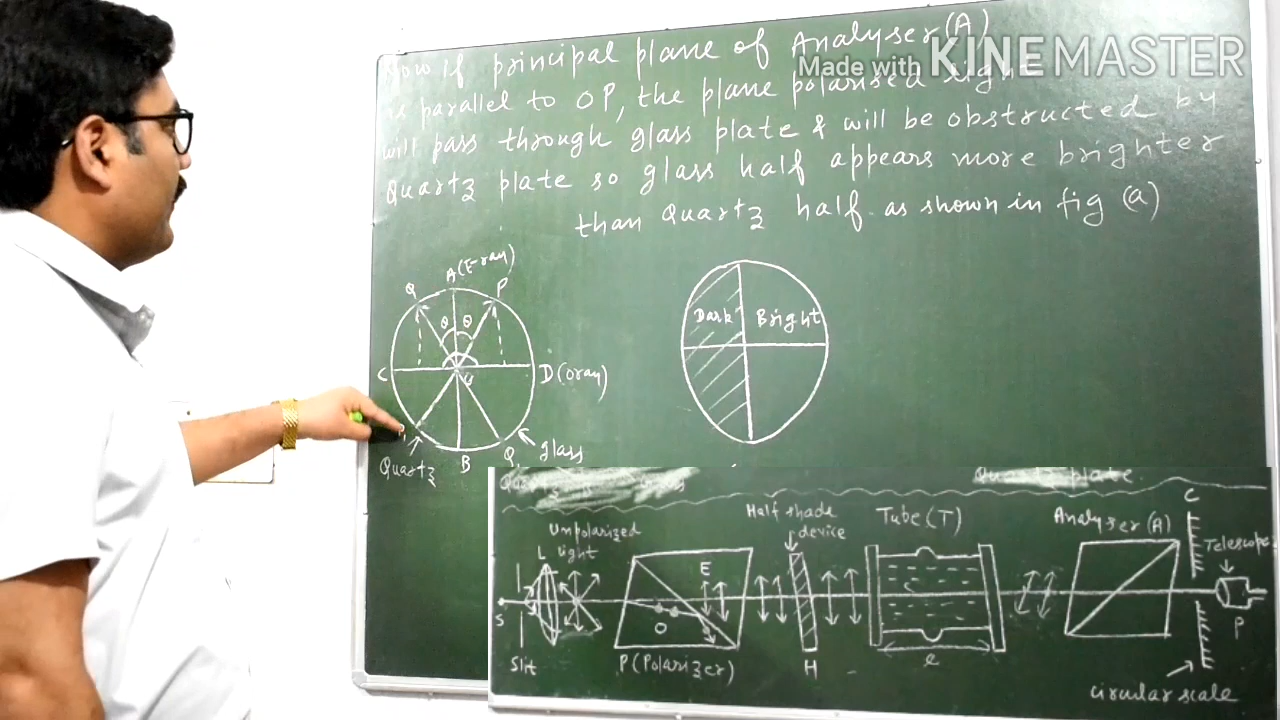 Now if principal plane of Analyser (A)
is parallel to OP, the plane polarised light
will pass through glass plate & will be obstructed by
Quartz plate so glass half appears more brighter
than Quartz half as shown in fig (a)
Made with KINEMASTER
A (E-ray)
Q
P
θ θ
C
D (O ray)
Quartz
B
Q
glass
Dark
Bright
Quartz plate
Half shade
device
Tube (T)
Analyser (A)
C
Telescope
Unpolarized
light
L
E
S
O
P
Slit
P (Polarizer)
H
l
circular scale